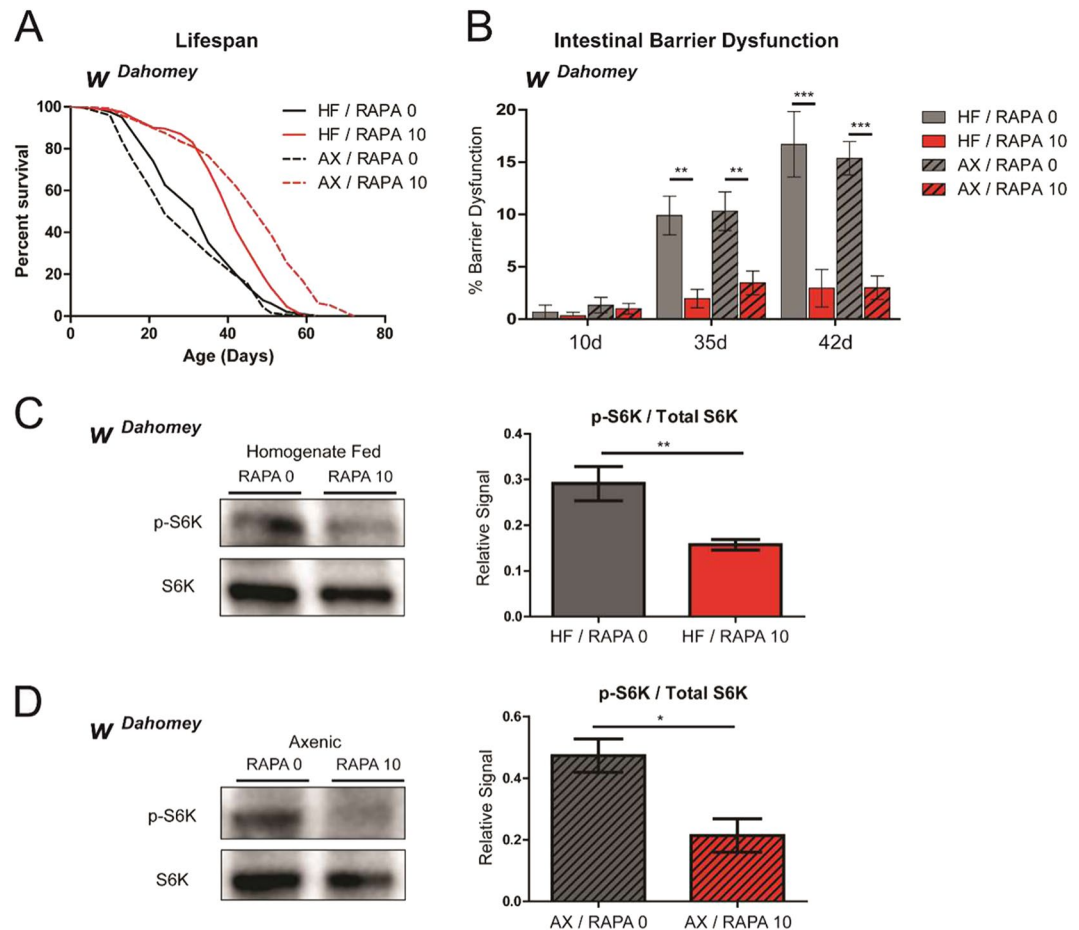 A
Lifespan
w Dahomey
100
80
60
40
20
0
0 20 40 60 80
Percent survival
Age (Days)
HF / RAPA 0
HF / RAPA 10
AX / RAPA 0
AX / RAPA 10
B
Intestinal Barrier Dysfunction
w Dahomey
20
15
10
5
0
% Barrier Dysfunction
** ** *** ***
10d 35d 42d
HF / RAPA 0
HF / RAPA 10
AX / RAPA 0
AX / RAPA 10
C
w Dahomey
Homogenate Fed
RAPA 0 RAPA 10
p-S6K
S6K
p-S6K / Total S6K
**
0.4
0.3
0.2
0.1
0.0
Relative Signal
HF / RAPA 0 HF / RAPA 10
D
w Dahomey
Axenic
RAPA 0 RAPA 10
p-S6K
S6K
p-S6K / Total S6K
*
0.6
0.4
0.2
0.0
Relative Signal
AX / RAPA 0 AX / RAPA 10